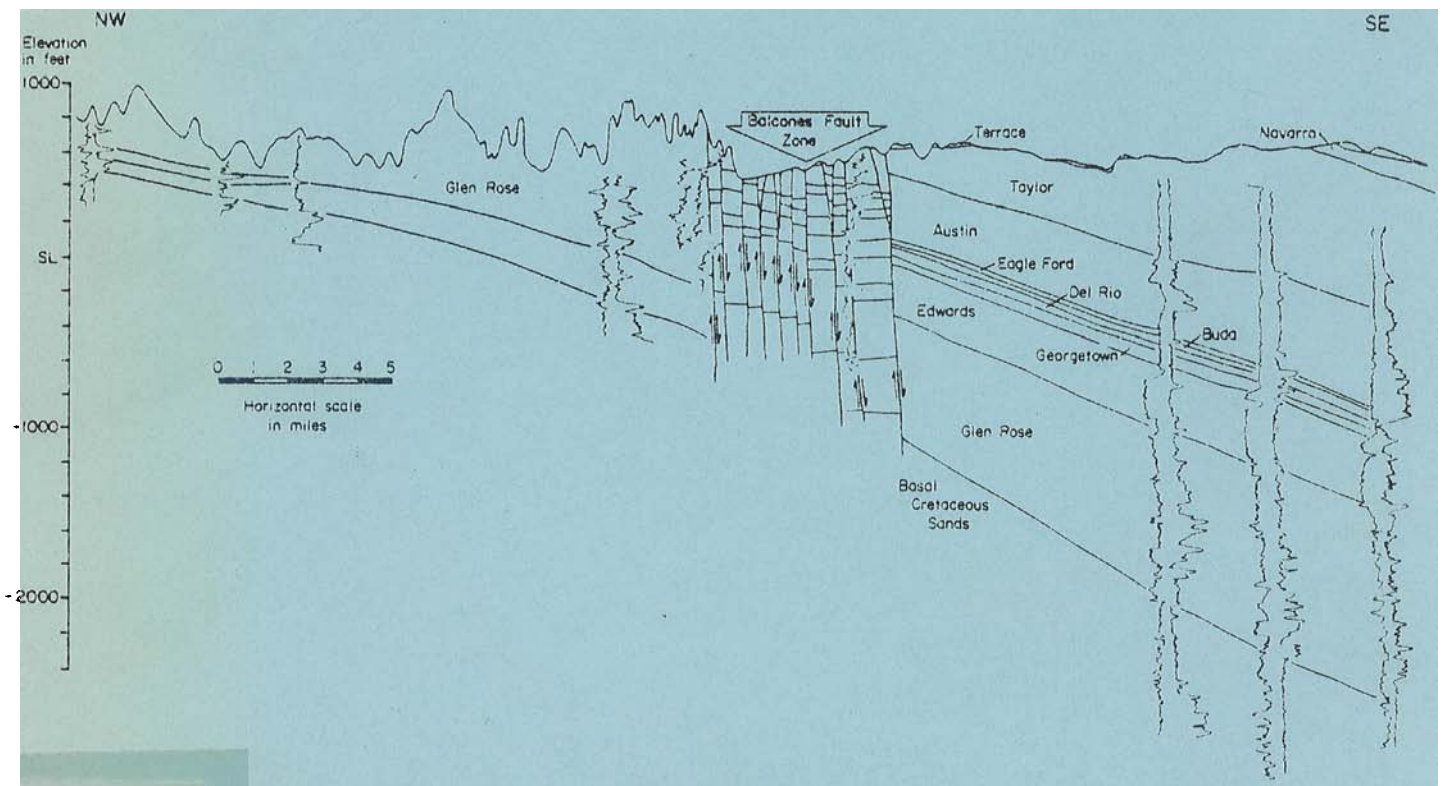 NW
SE
Elevation
in feet
1000
Balcones Fault
Zone
Terrace
Navarro
Glen Rose
Taylor
Austin
SL
Eagle Ford
Del Rio
Edwards
Buda
Georgetown
0 1 2 3 4 5
Horizontal scale
in miles
-1000
Glen Rose
Basal
Cretaceous
Sands
-2000